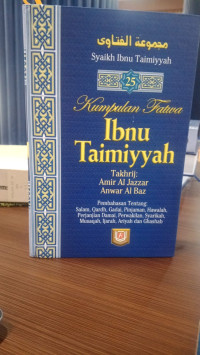 مجموعة الفتاوى
Syaikh Ibnu Taimiyyah
25
Kumpulan Fatwa
Ibnu
Taimiyyah
Takhrij:
Amir Al Jazzar
Anwar Al Baz
Pembahasan Tentang:
Salam, Qardh, Gadai, Pinjaman, Hawalah,
Perjanjian Damai, Perwakilan, Syarikah,
Musaqah, Ijarah, Ariyah dan Ghashab